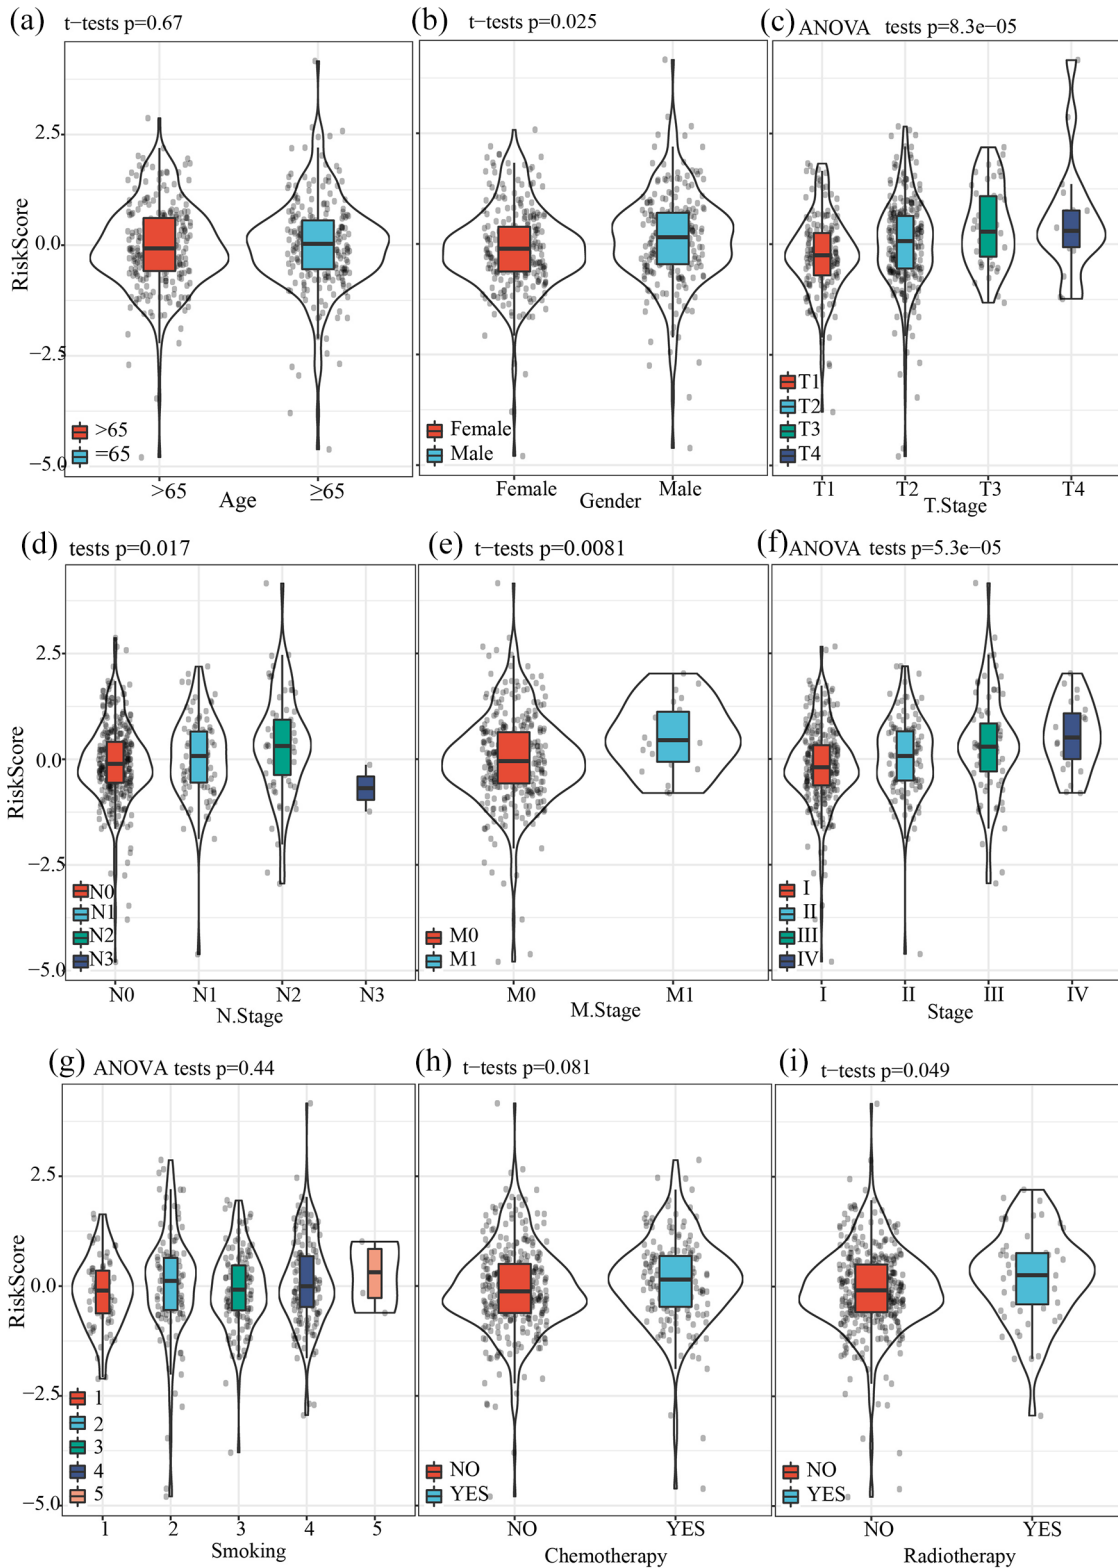 (a) t−tests p=0.67
RiskScore
2.5
0.0
−2.5
−5.0
>65
=65
>65 ≥65
Age
(b) t−tests p=0.025
Female
Male
Female Male
Gender
(c) ANOVA tests p=8.3e−05
T1
T2
T3
T4
T1 T2 T3 T4
T.Stage
(d) tests p=0.017
RiskScore
2.5
0.0
−2.5
−5.0
N0
N1
N2
N3
N0 N1 N2 N3
N.Stage
(e) t−tests p=0.0081
M0
M1
M0 M1
M.Stage
(f) ANOVA tests p=5.3e−05
I
II
III
IV
I II III IV
Stage
(g) ANOVA tests p=0.44
RiskScore
2.5
0.0
−2.5
−5.0
1
2
3
4
5
1 2 3 4 5
Smoking
(h) t−tests p=0.081
NO
YES
NO YES
Chemotherapy
(i) t−tests p=0.049
NO
YES
NO YES
Radiotherapy